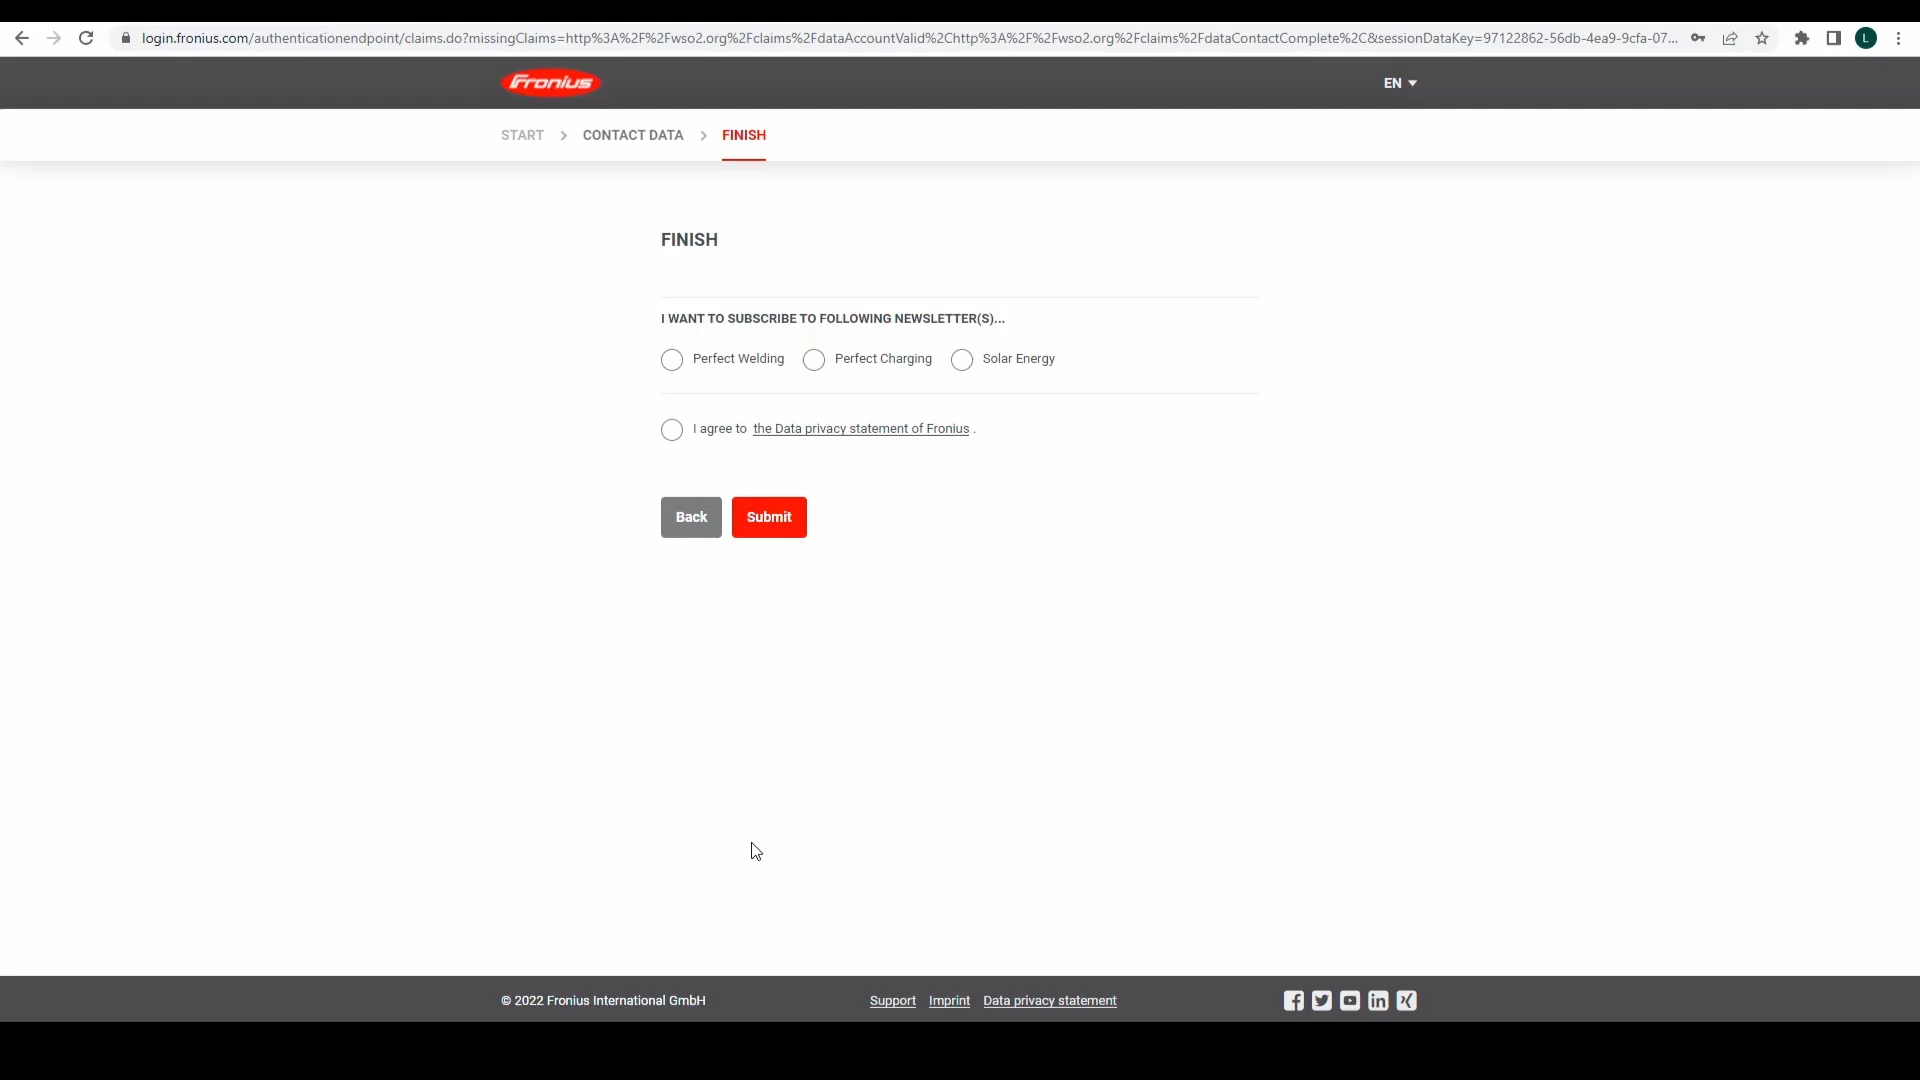 login.fronius.com/authenticationendpoint/claims.do?missingClaims=http%3A%2F%2Fwso2.org%2Fclaims%2FdataAccountValid%2Chttp%3A%2F%2Fwso2.org%2Fclaims%2FdataContactComplete%2C&sessionDataKey=97122862-56db-4ea9-9cfa-07...
L
Fronius
EN
START > CONTACT DATA > FINISH
FINISH
I WANT TO SUBSCRIBE TO FOLLOWING NEWSLETTER(S)...
Perfect Welding Perfect Charging Solar Energy
I agree to the Data privacy statement of Fronius .
Back Submit
© 2022 Fronius International GmbH Support Imprint Data privacy statement